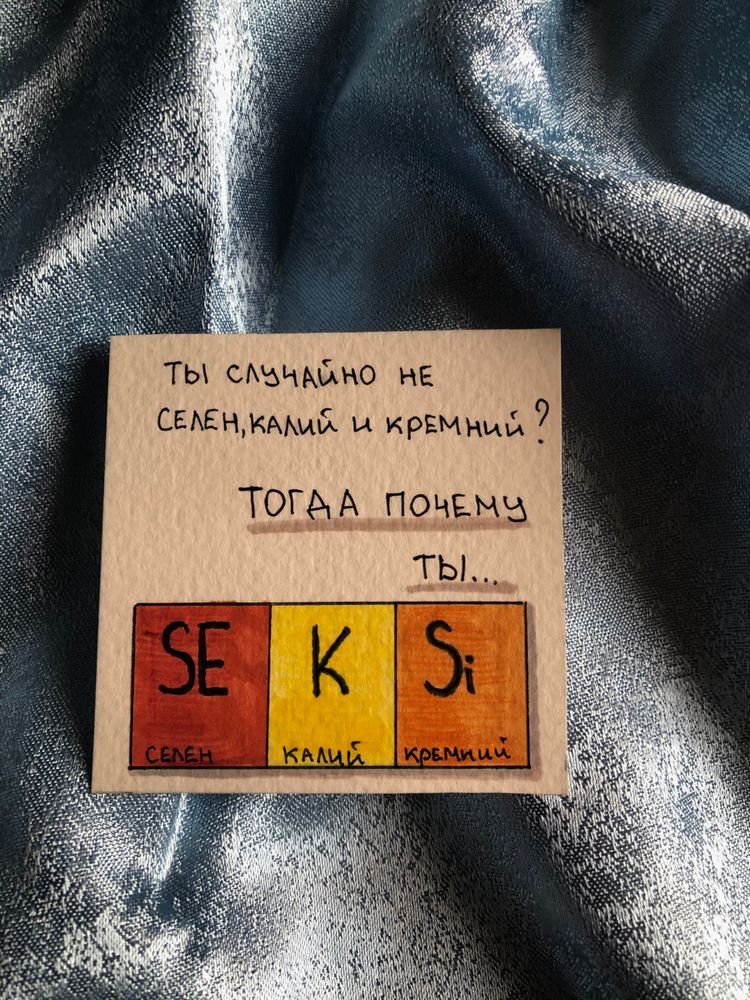 ТЫ СЛУЧАЙНО НЕ
СЕЛЕН, КАЛИЙ И КРЕМНИЙ?
ТОГДА ПОЧЕМУ
ТЫ...
SE K Si
СЕЛЕН КАЛИЙ КРЕМНИЙ